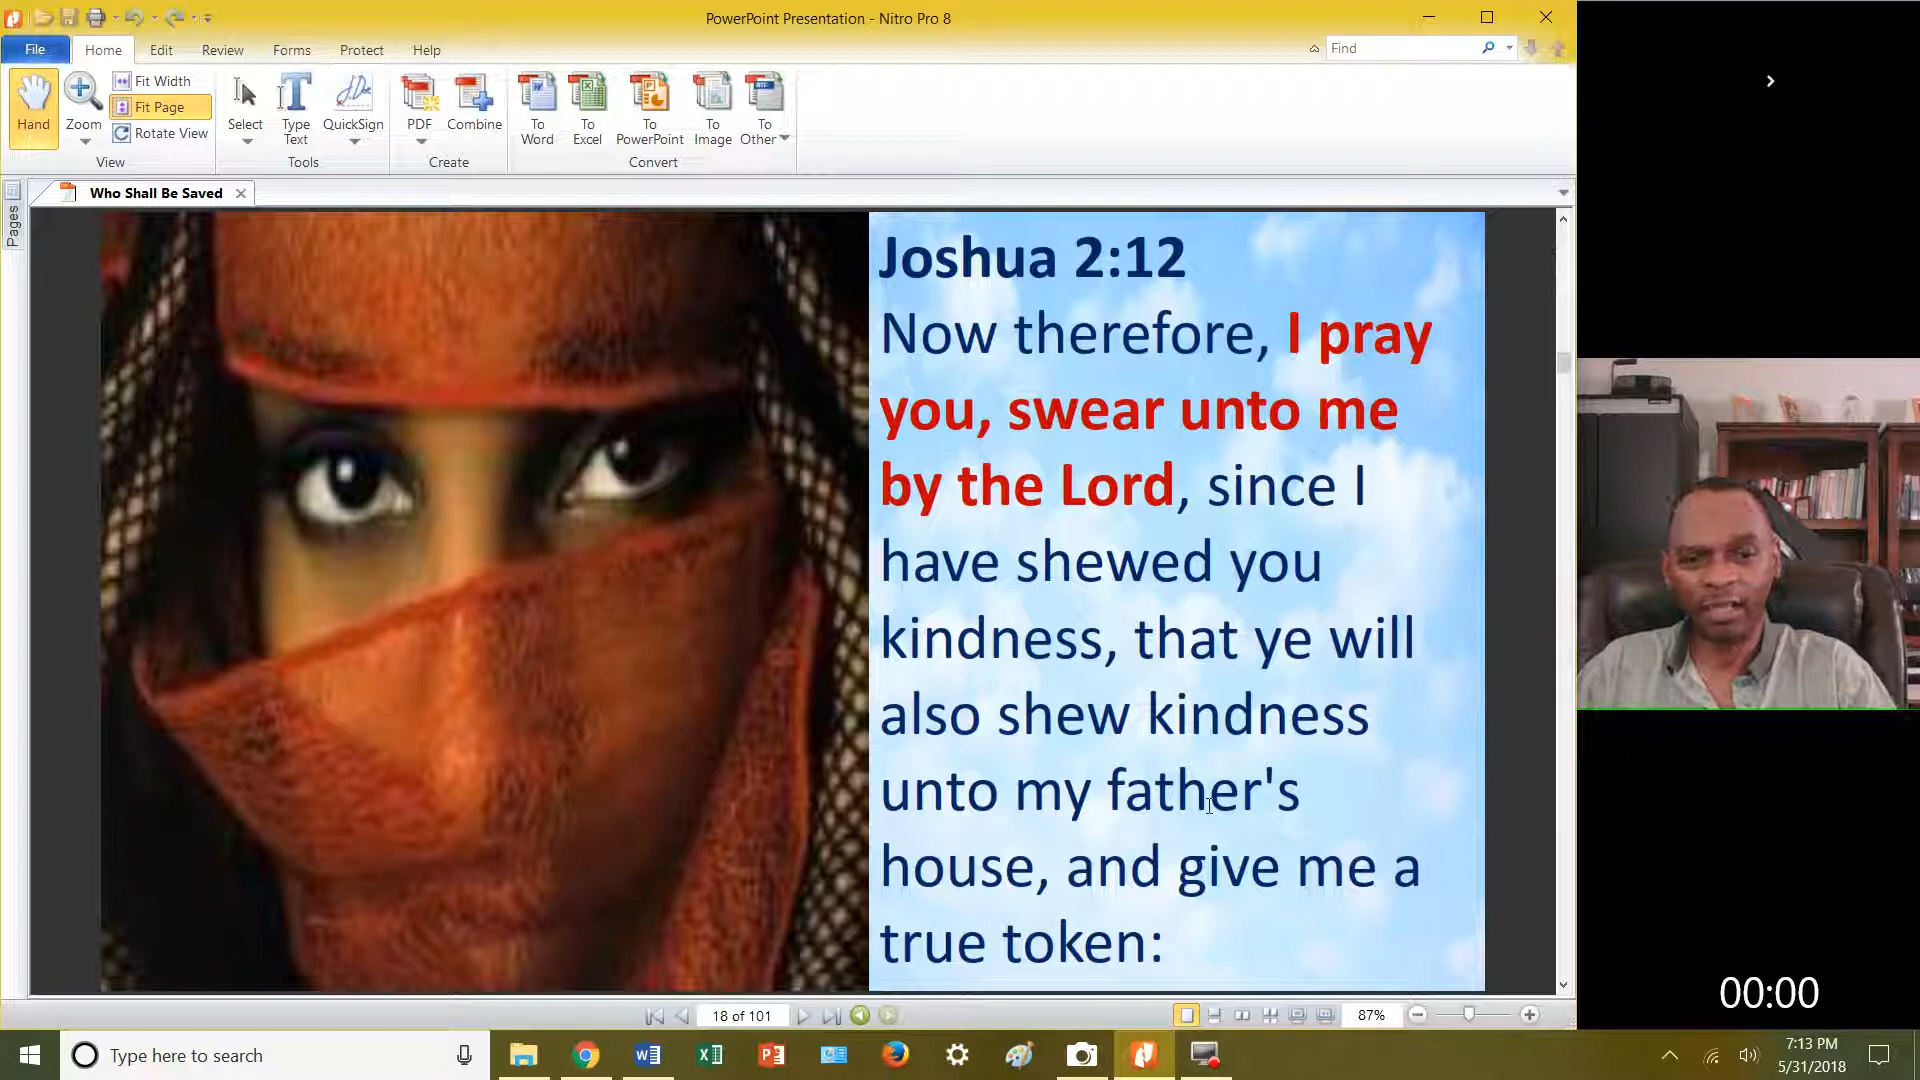 PowerPoint Presentation - Nitro Pro 8
File Home Edit Review Forms Protect Help
Find
Hand
Zoom
Fit Width
Fit Page
Rotate View
View
Select
Type
Text
QuickSign
Tools
PDF
Combine
Create
To
Word
To
Excel
To
PowerPoint
To
Image
To
Other
Convert
Pages
Who Shall Be Saved
Joshua 2:12
Now therefore, I pray
you, swear unto me
by the Lord, since I
have shewed you
kindness, that ye will
also shew kindness
unto my father's
house, and give me a
true token:
00:00
18 of 101
87%
Type here to search
7:13 PM
5/31/2018